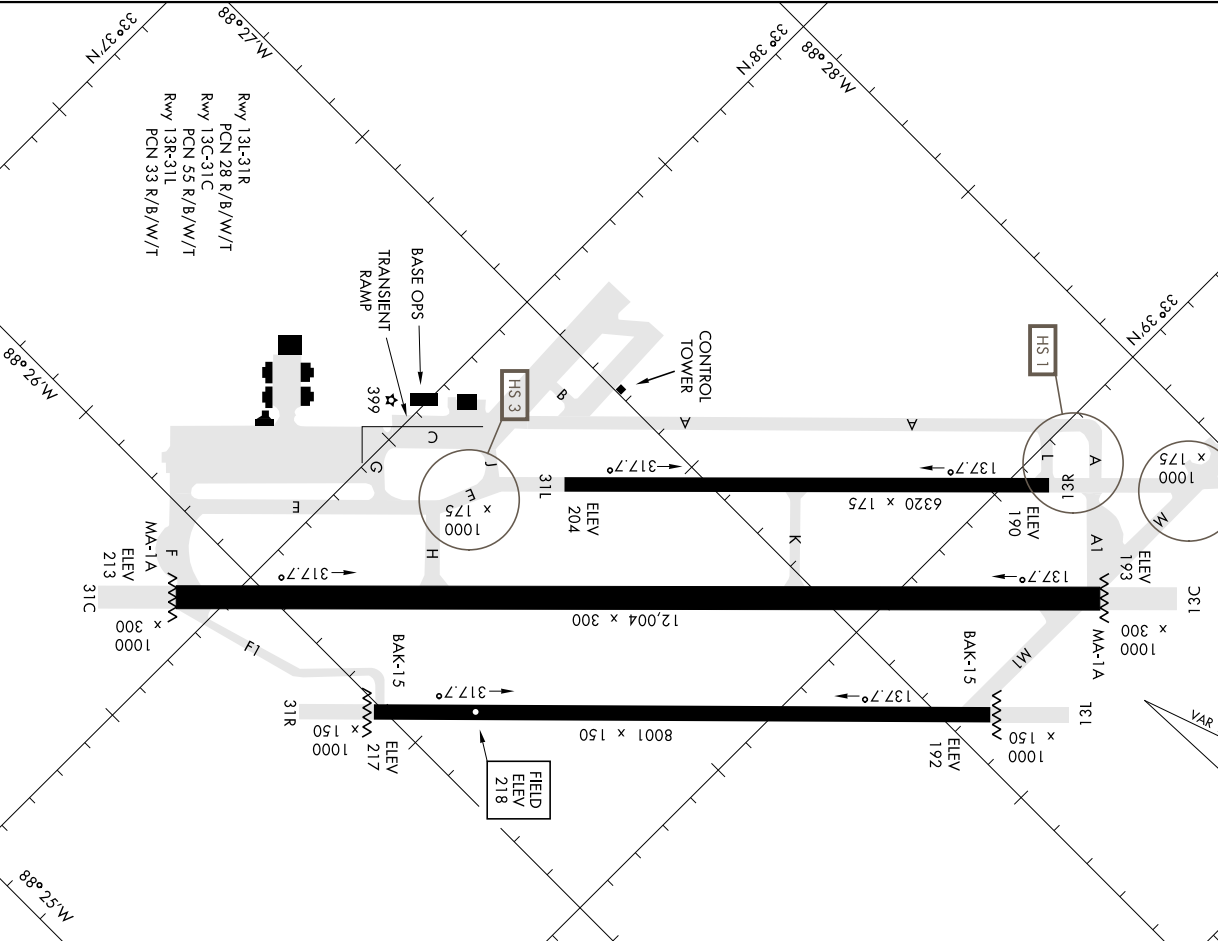 33°37'N
88°27'W
33°38'N
88°28'W
33°39'N
Rwy 13L-31R
PCN 28 R/B/W/T
Rwy 13C-31C
PCN 55 R/B/W/T
Rwy 13R-31L
PCN 33 R/B/W/T
BASE OPS
TRANSIENT
RAMP
399
CONTROL
TOWER
HS 1
HS 3
88°26'W
B
A
A
A
L
C
G
J
E
E
1000
× 175
31L
317.7°
137.7°
13R
1000
× 175
ELEV
204
6320 × 175
ELEV
190
M
MA-1A
F
H
K
A1
ELEV
213
31C
317.7°
137.7°
ELEV
193
13C
1000
× 300
12,004 × 300
1000
× 300
MA-1A
F1
BAK-15
BAK-15
M1
31R
317.7°
137.7°
13L
1000
× 150
ELEV
217
8001 × 150
ELEV
192
1000
× 150
VAR
FIELD
ELEV
218
88°25'W